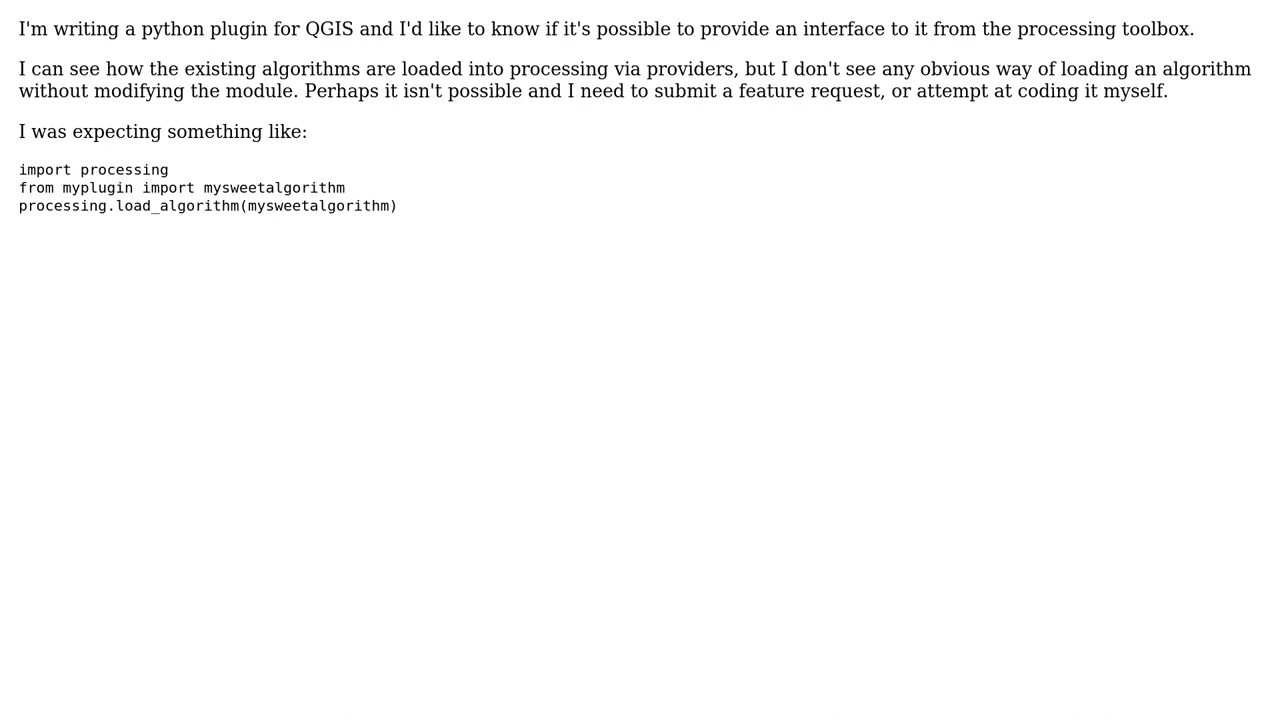 I'm writing a python plugin for QGIS and I'd like to know if it's possible to provide an interface to it from the processing toolbox.
I can see how the existing algorithms are loaded into processing via providers, but I don't see any obvious way of loading an algorithm
without modifying the module. Perhaps it isn't possible and I need to submit a feature request, or attempt at coding it myself.
I was expecting something like:
import processing
from myplugin import mysweetalgorithm
processing.load_algorithm(mysweetalgorithm)